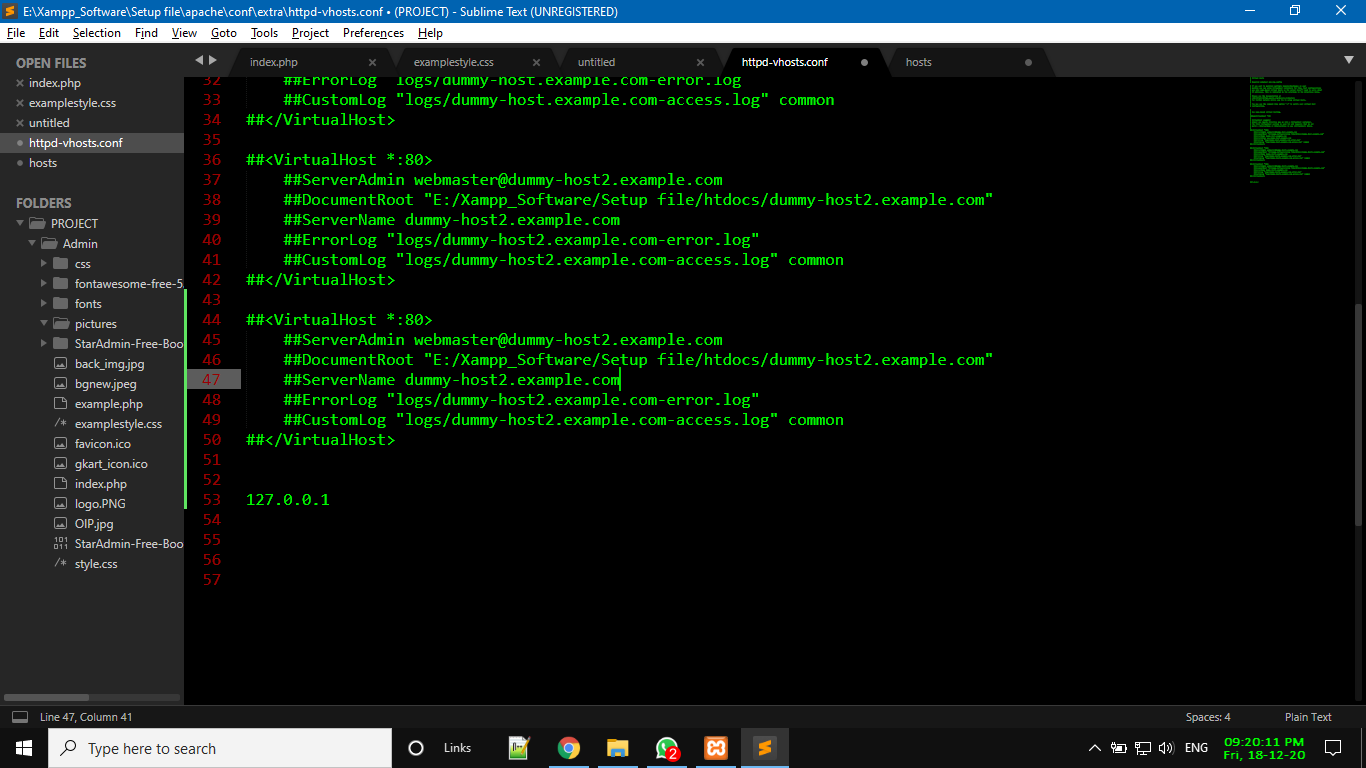 E:\Xampp_Software\Setup file\apache\conf\extra\httpd-vhosts.conf • (PROJECT) - Sublime Text (UNREGISTERED)
File Edit Selection Find View Goto Tools Project Preferences Help
OPEN FILES
index.php
examplestyle.css
untitled
httpd-vhosts.conf
hosts
FOLDERS
PROJECT
Admin
css
fontawesome-free-5
fonts
pictures
StarAdmin-Free-Boo
back_img.jpg
bgnew.jpeg
example.php
/* examplestyle.css
favicon.ico
gkart_icon.ico
index.php
logo.PNG
OIP.jpg
StarAdmin-Free-Boo
/* style.css
index.php examplestyle.css untitled httpd-vhosts.conf hosts
32 ##ErrorLog "logs/dummy-host.example.com-error.log"
33 ##CustomLog "logs/dummy-host.example.com-access.log" common
34 ##</VirtualHost>
35
36 ##<VirtualHost *:80>
37 ##ServerAdmin webmaster@dummy-host2.example.com
38 ##DocumentRoot "E:/Xampp_Software/Setup file/htdocs/dummy-host2.example.com"
39 ##ServerName dummy-host2.example.com
40 ##ErrorLog "logs/dummy-host2.example.com-error.log"
41 ##CustomLog "logs/dummy-host2.example.com-access.log" common
42 ##</VirtualHost>
43
44 ##<VirtualHost *:80>
45 ##ServerAdmin webmaster@dummy-host2.example.com
46 ##DocumentRoot "E:/Xampp_Software/Setup file/htdocs/dummy-host2.example.com"
47 ##ServerName dummy-host2.example.com
48 ##ErrorLog "logs/dummy-host2.example.com-error.log"
49 ##CustomLog "logs/dummy-host2.example.com-access.log" common
50 ##</VirtualHost>
51
52
53 127.0.0.1
54
55
56
57
Line 47, Column 41 Spaces: 4 Plain Text
Type here to search Links 2 ENG 09:20:11 PM
Fri, 18-12-20